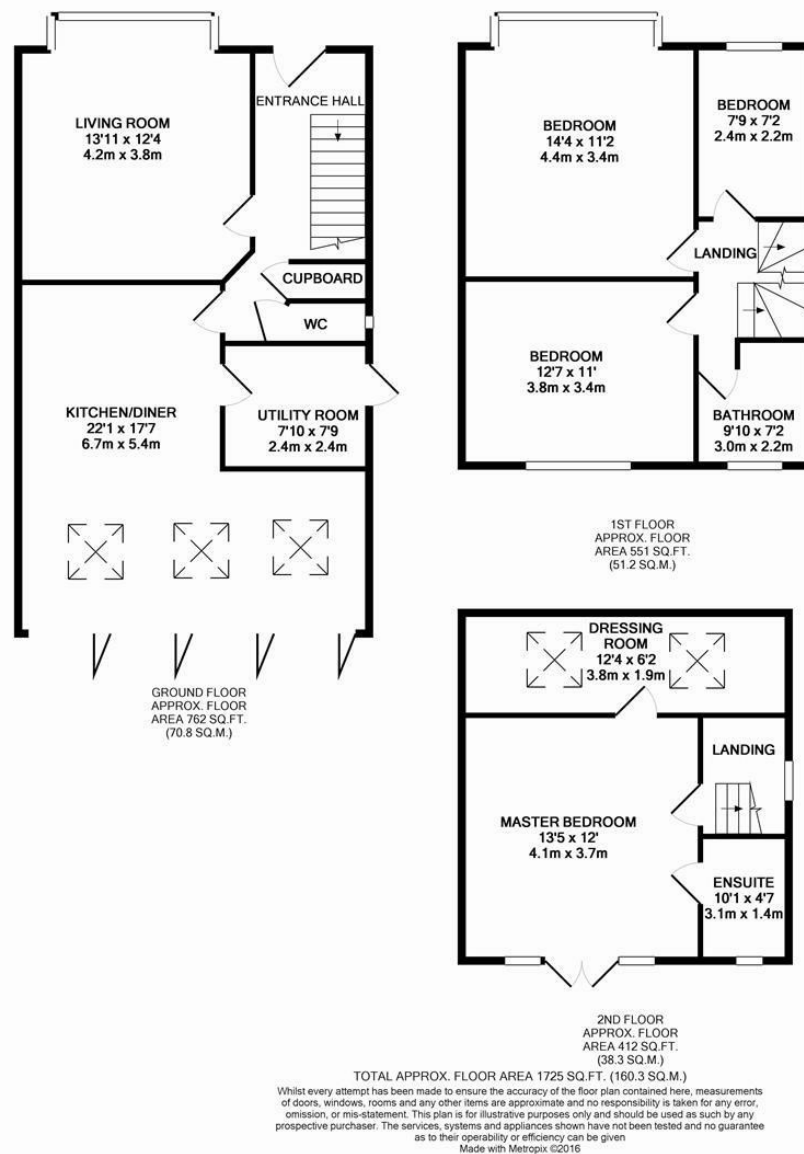 ENTRANCE HALL
LIVING ROOM
13'11 x 12'4
4.2m x 3.8m
CUPBOARD
WC
KITCHEN/DINER
22'1 x 17'7
6.7m x 5.4m
UTILITY ROOM
7'10 x 7'9
2.4m x 2.4m
GROUND FLOOR
APPROX. FLOOR
AREA 762 SQ.FT.
(70.8 SQ.M.)
BEDROOM
14'4 x 11'2
4.4m x 3.4m
BEDROOM
7'9 x 7'2
2.4m x 2.2m
LANDING
BEDROOM
12'7 x 11'
3.8m x 3.4m
BATHROOM
9'10 x 7'2
3.0m x 2.2m
1ST FLOOR
APPROX. FLOOR
AREA 551 SQ.FT.
(51.2 SQ.M.)
DRESSING
ROOM
12'4 x 6'2
3.8m x 1.9m
LANDING
MASTER BEDROOM
13'5 x 12'
4.1m x 3.7m
ENSUITE
10'1 x 4'7
3.1m x 1.4m
2ND FLOOR
APPROX. FLOOR
AREA 412 SQ.FT.
(38.3 SQ.M.)
TOTAL APPROX. FLOOR AREA 1725 SQ.FT. (160.3 SQ.M.)
Whilst every attempt has been made to ensure the accuracy of the floor plan contained here, measurements
of doors, windows, rooms and any other items are approximate and no responsibility is taken for any error,
omission, or mis-statement. This plan is for illustrative purposes only and should be used as such by any
prospective purchaser. The services, systems and appliances shown have not been tested and no guarantee
as to their operability or efficiency can be given
Made with Metropix ©2016